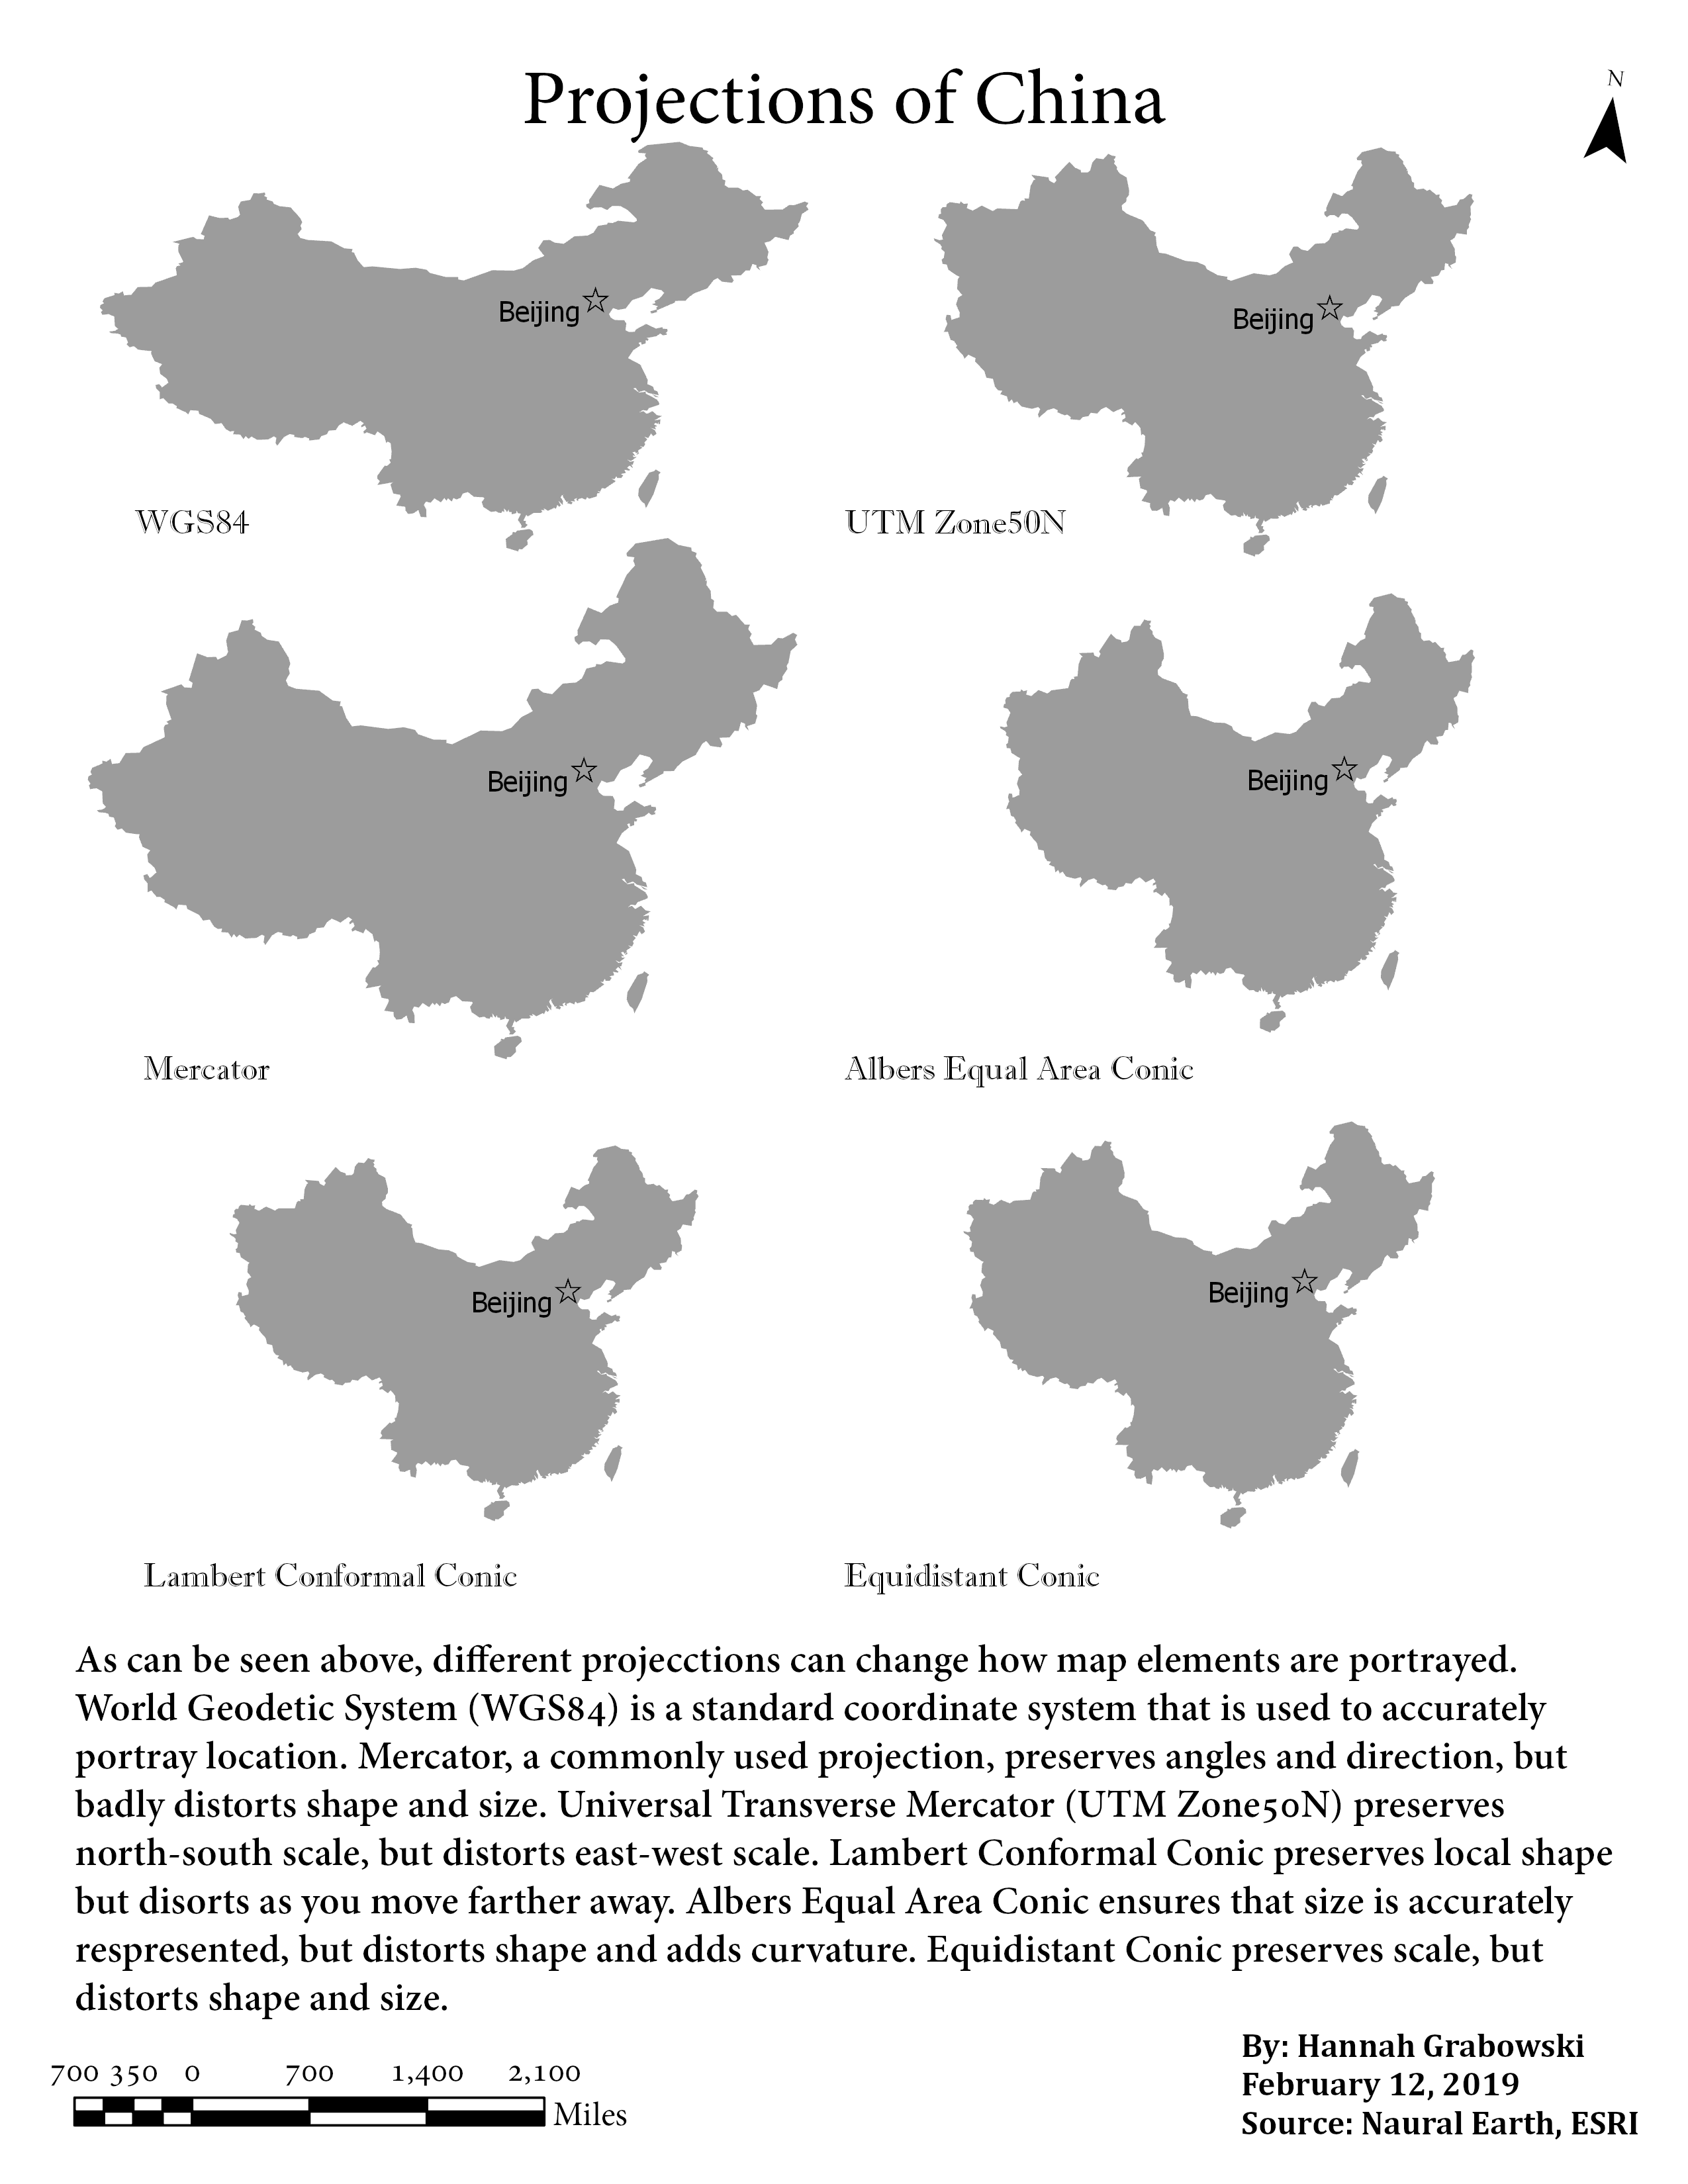 Projections of China
N
Beijing
Beijing
WGS84
UTM Zone50N
Beijing
Beijing
Mercator
Albers Equal Area Conic
Beijing
Beijing
Lambert Conformal Conic
Equidistant Conic
As can be seen above, different projecctions can change how map elements are portrayed.
World Geodetic System (WGS84) is a standard coordinate system that is used to accurately
portray location. Mercator, a commonly used projection, preserves angles and direction, but
badly distorts shape and size. Universal Transverse Mercator (UTM Zone50N) preserves
north-south scale, but distorts east-west scale. Lambert Conformal Conic preserves local shape
but disorts as you move farther away. Albers Equal Area Conic ensures that size is accurately
respresented, but distorts shape and adds curvature. Equidistant Conic preserves scale, but
distorts shape and size.
700 350 0 700 1,400 2,100
Miles
By: Hannah Grabowski
February 12, 2019
Source: Naural Earth, ESRI